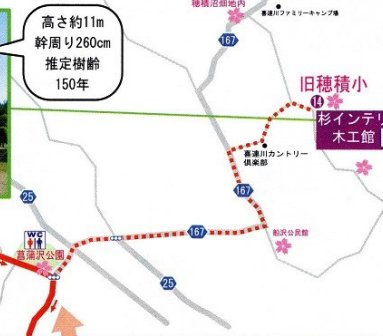 高さ約11m
幹周り260cm
推定樹齢
150年
穂積沼畑地内
喜連川ファミリーキャンプ場
167
旧穂積小
14
杉インテリ
木工館
喜連川カントリー
倶楽部
167
25
WC
167
船沢公民館
菖蒲沢公園
25